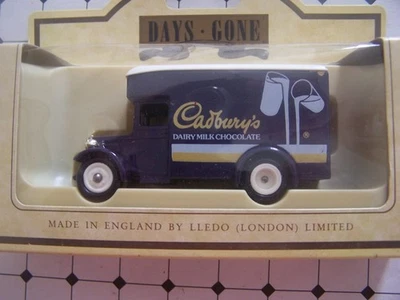 DAYS · GONE
Cadbury's
DAIRY MILK CHOCOLATE
MADE IN ENGLAND BY LLEDO (LONDON) LIMITED